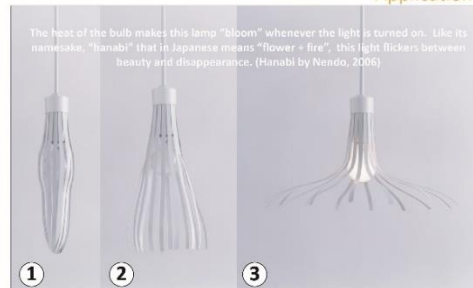 Application
The heat of the bulb makes this lamp “bloom” whenever the light is turned on. Like its
namesake, “hanabi” that in Japanese means “flower + fire”, this light flickers between
beauty and disappearance. (Hanabi by Nendo, 2006)
1 2 3